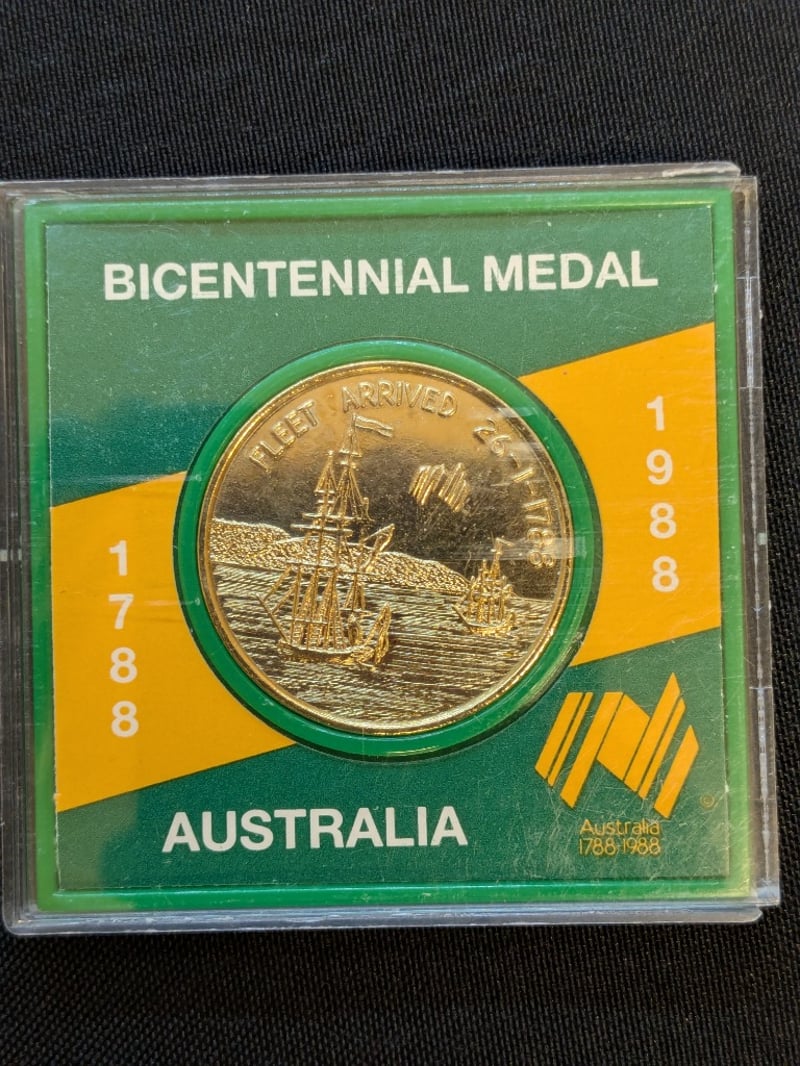 BICENTENNIAL MEDAL
FLEET ARRIVED 26-1-1788
1988
1788
AUSTRALIA
Australia
1788-1988